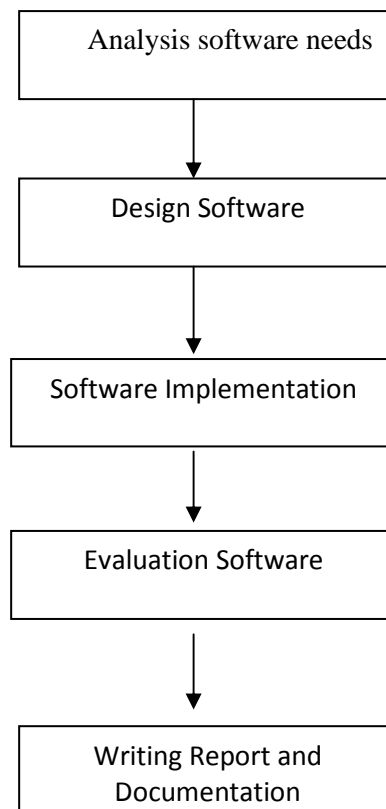 Analysis software needs
Design Software
Software Implementation
Evaluation Software
Writing Report and
Documentation